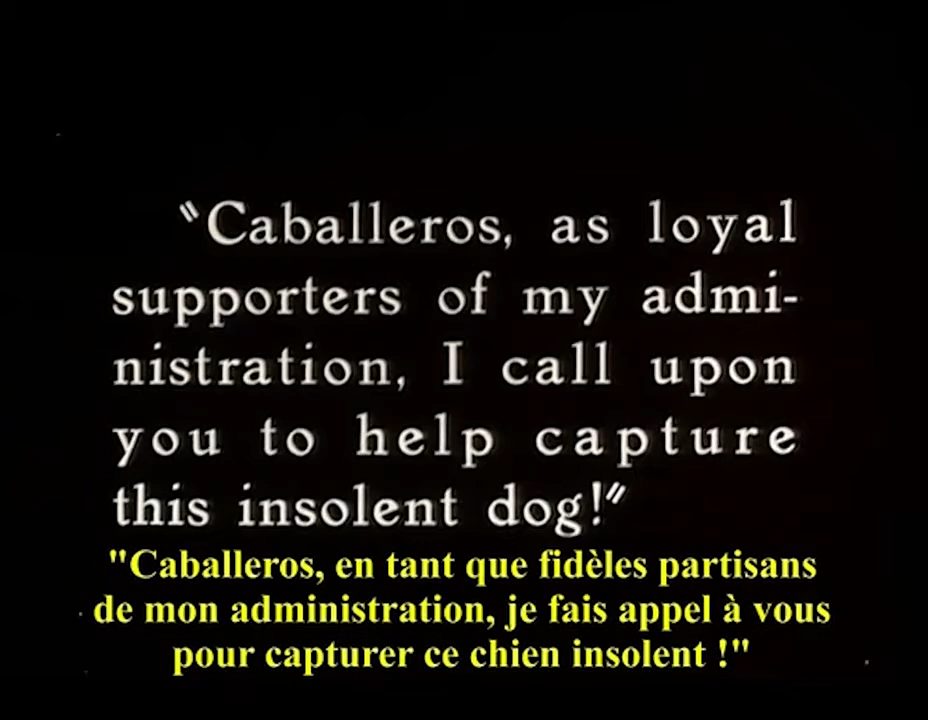 "Caballeros, as loyal
supporters of my admi-
nistration, I call upon
you to help capture
this insolent dog!"
"Caballeros, en tant que fidèles partisans
de mon administration, je fais appel à vous
pour capturer ce chien insolent !"